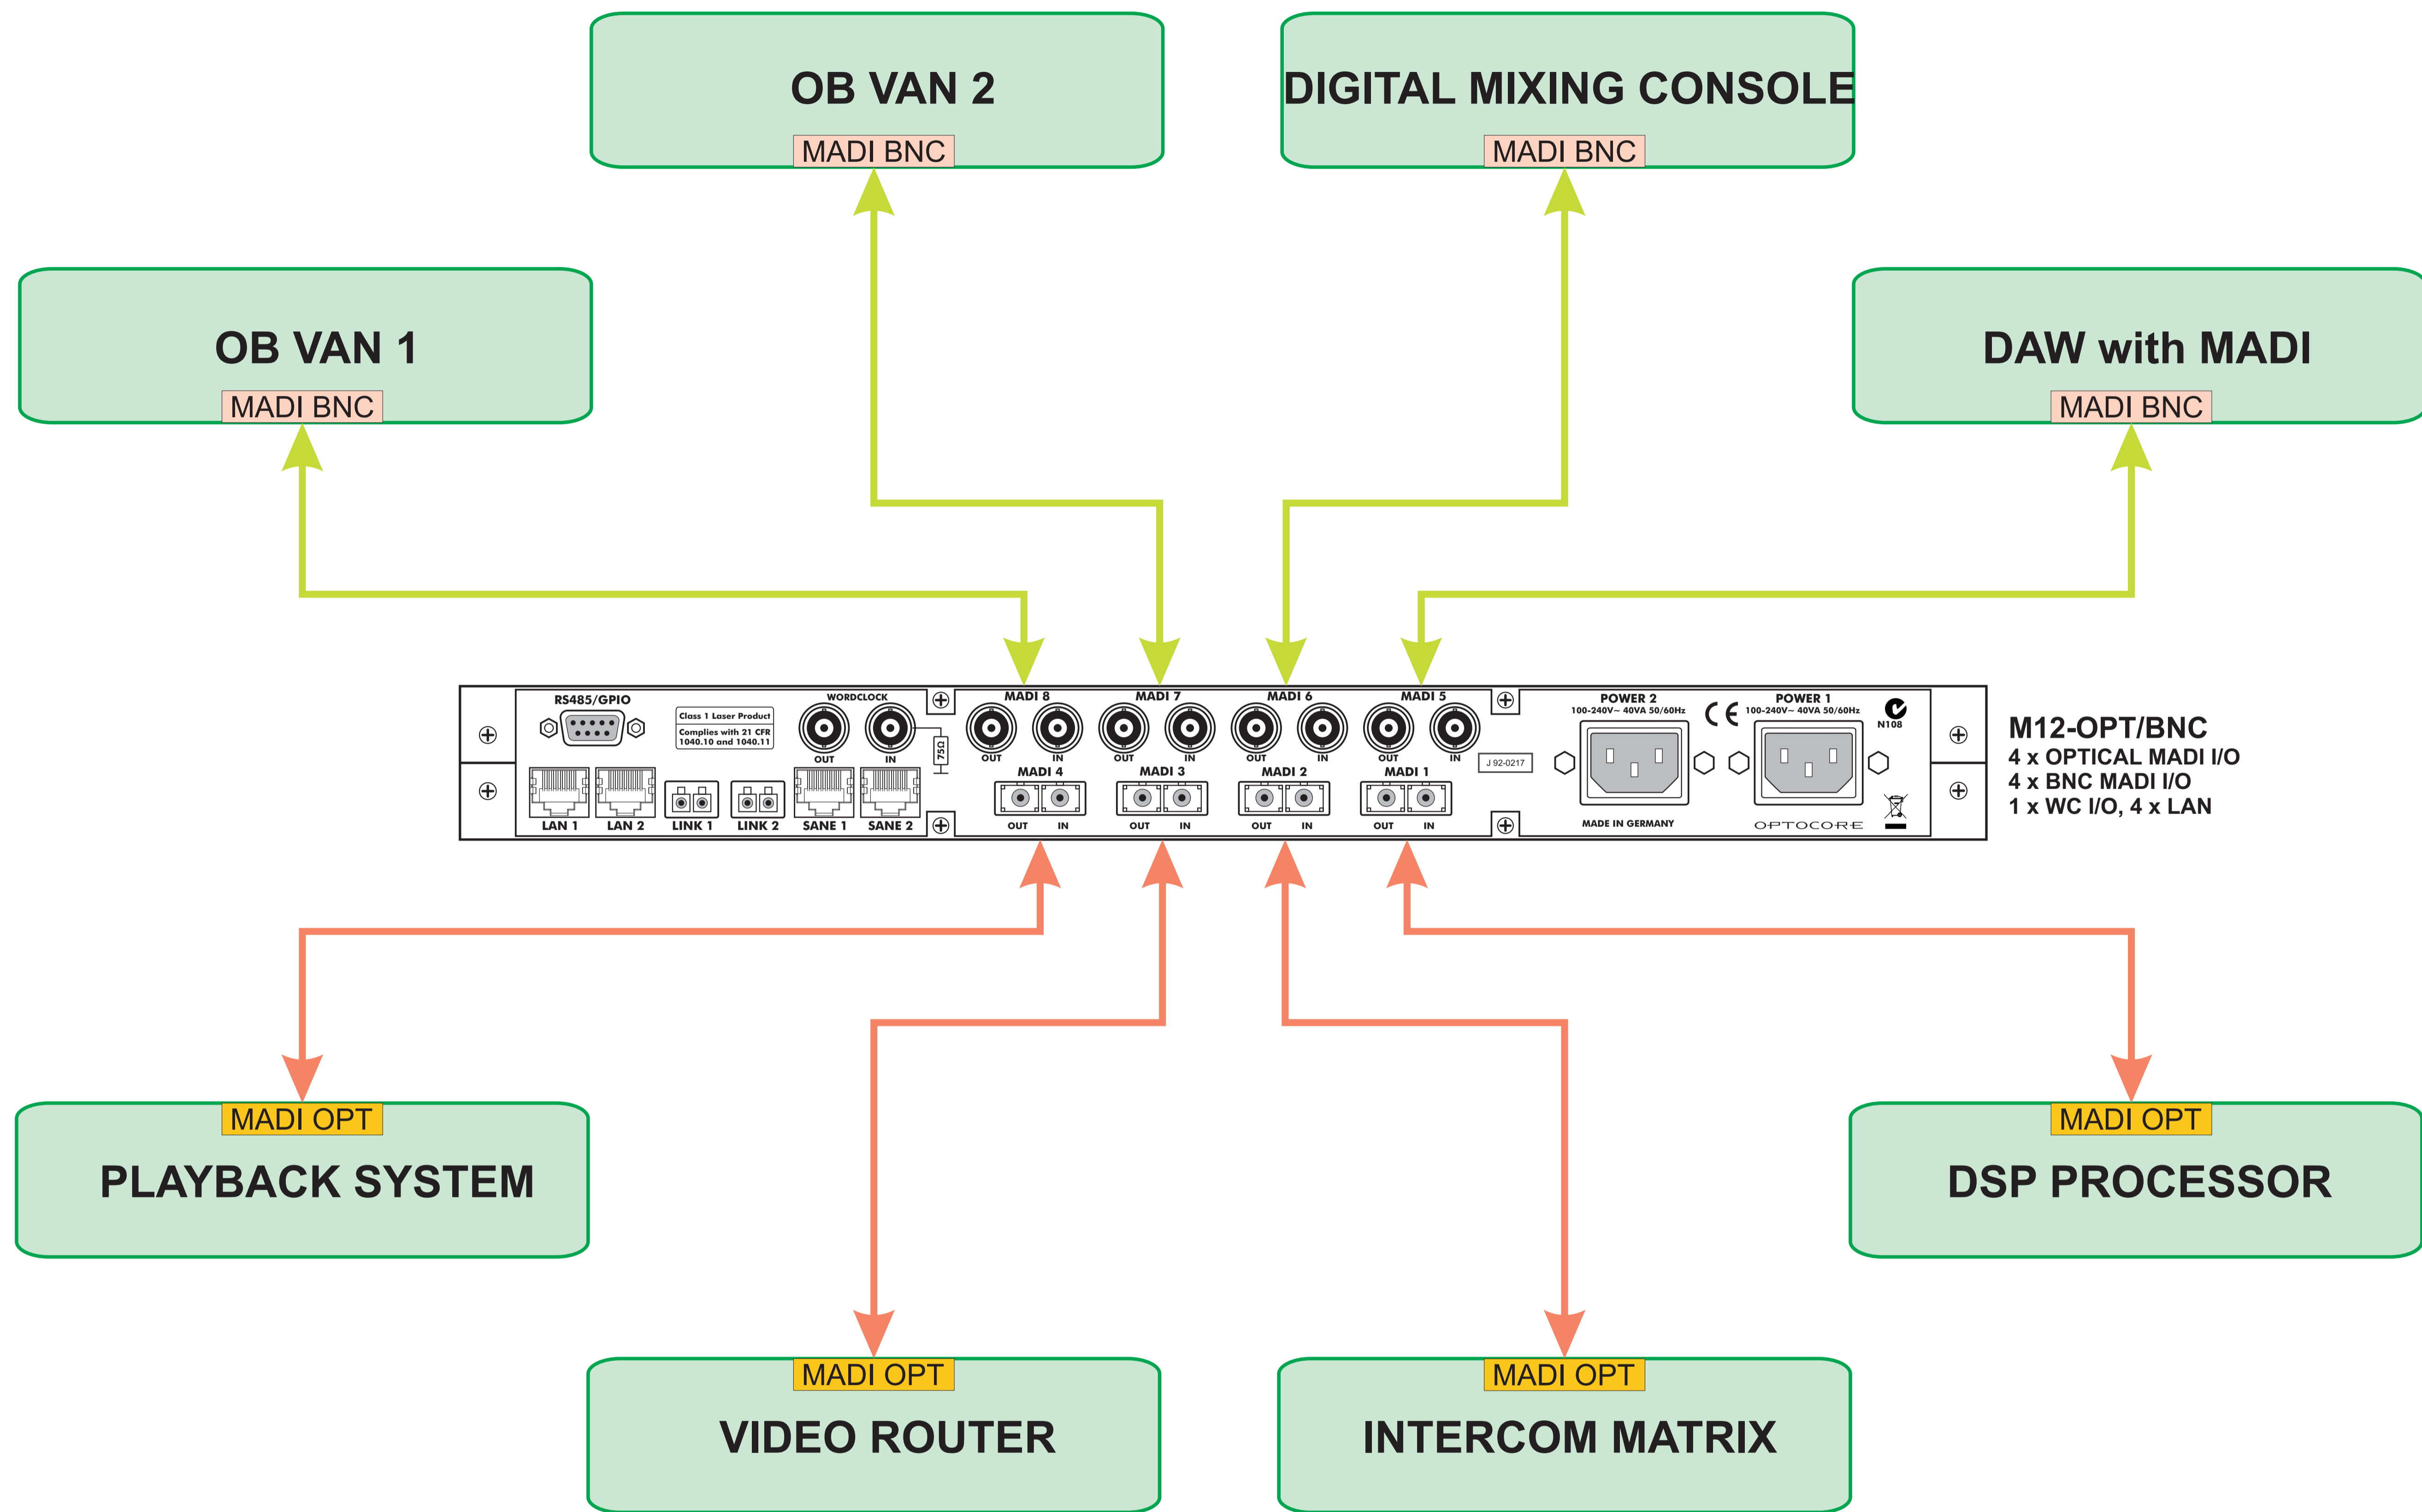 OB VAN 2
MADI BNC
DIGITAL MIXING CONSOLE
MADI BNC
OB VAN 1
MADI BNC
DAW with MADI
MADI BNC
RS485/GPIO
Class 1 Laser Product
Complies with 21 CFR
1040.10 and 1040.11
WORDCLOCK
OUT IN
75Ω
LAN 1 LAN 2 LINK 1 LINK 2 SANE 1 SANE 2
MADI 8 MADI 7 MADI 6 MADI 5
OUT IN OUT IN OUT IN OUT IN
MADI 4 MADI 3 MADI 2 MADI 1
OUT IN OUT IN OUT IN OUT IN
J 92-0217
POWER 2
100-240V~ 40VA 50/60Hz
CE
POWER 1
100-240V~ 40VA 50/60Hz
N108
MADE IN GERMANY
OPTOCORE
M12-OPT/BNC
4 x OPTICAL MADI I/O
4 x BNC MADI I/O
1 x WC I/O, 4 x LAN
MADI OPT
PLAYBACK SYSTEM
MADI OPT
DSP PROCESSOR
MADI OPT
VIDEO ROUTER
MADI OPT
INTERCOM MATRIX